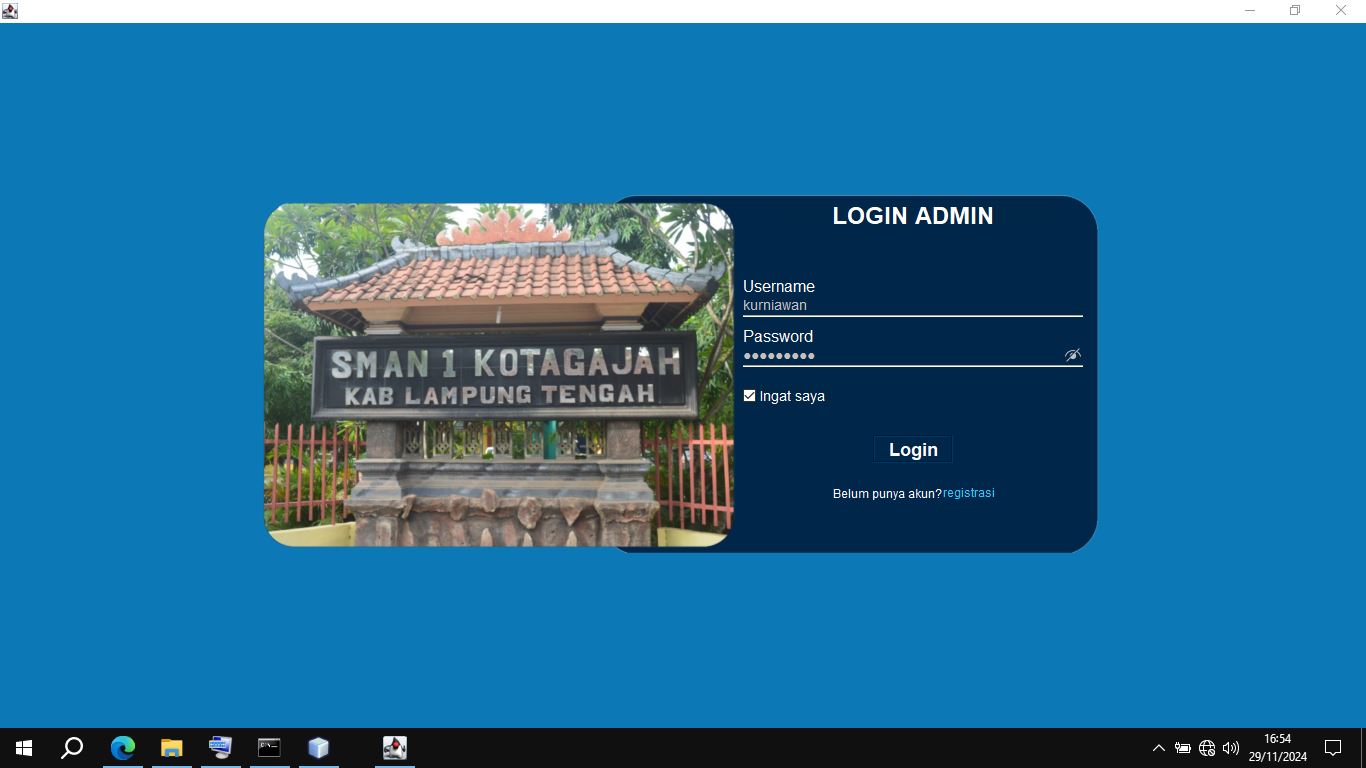 SMAN 1 KOTAGAJAH
KAB LAMPUNG TENGAH
LOGIN ADMIN
Username
kurniawan
Password
•••••••••
Ingat saya
Login
Belum punya akun?registrasi
16:54
29/11/2024